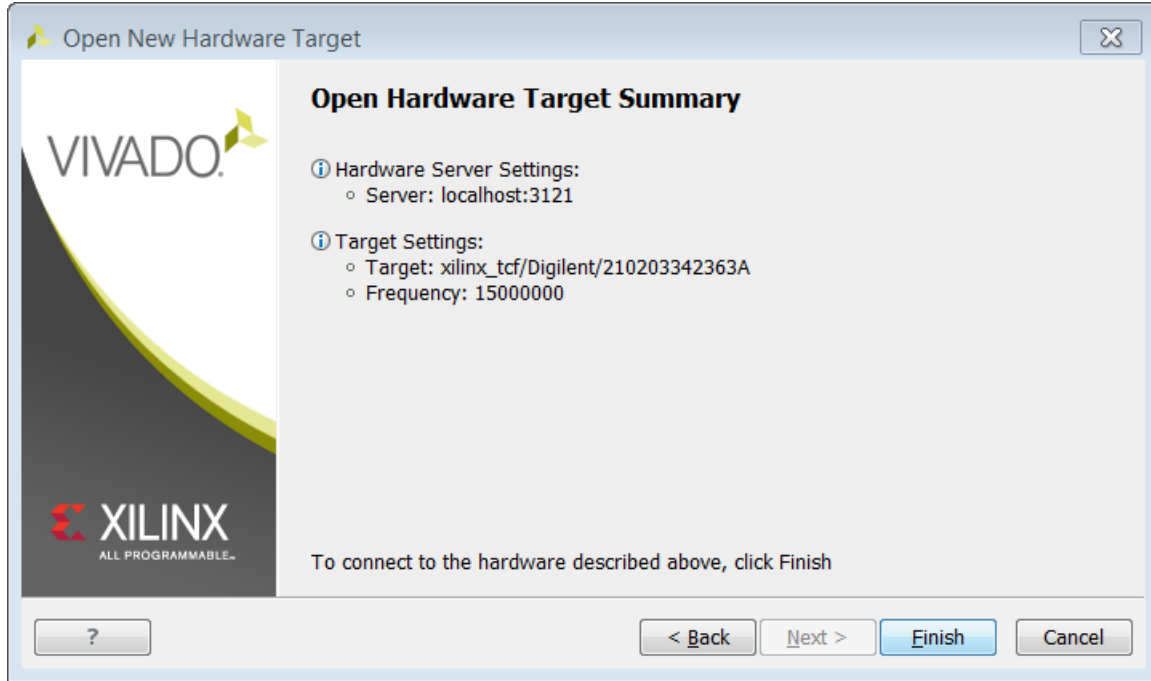 Open New Hardware Target
VIVADO.
Open Hardware Target Summary
Hardware Server Settings:
Server: localhost:3121
Target Settings:
Target: xilinx_tcf/Digilent/210203342363A
Frequency: 15000000
XILINX
ALL PROGRAMMABLE™
To connect to the hardware described above, click Finish
?
< Back
Next >
Finish
Cancel